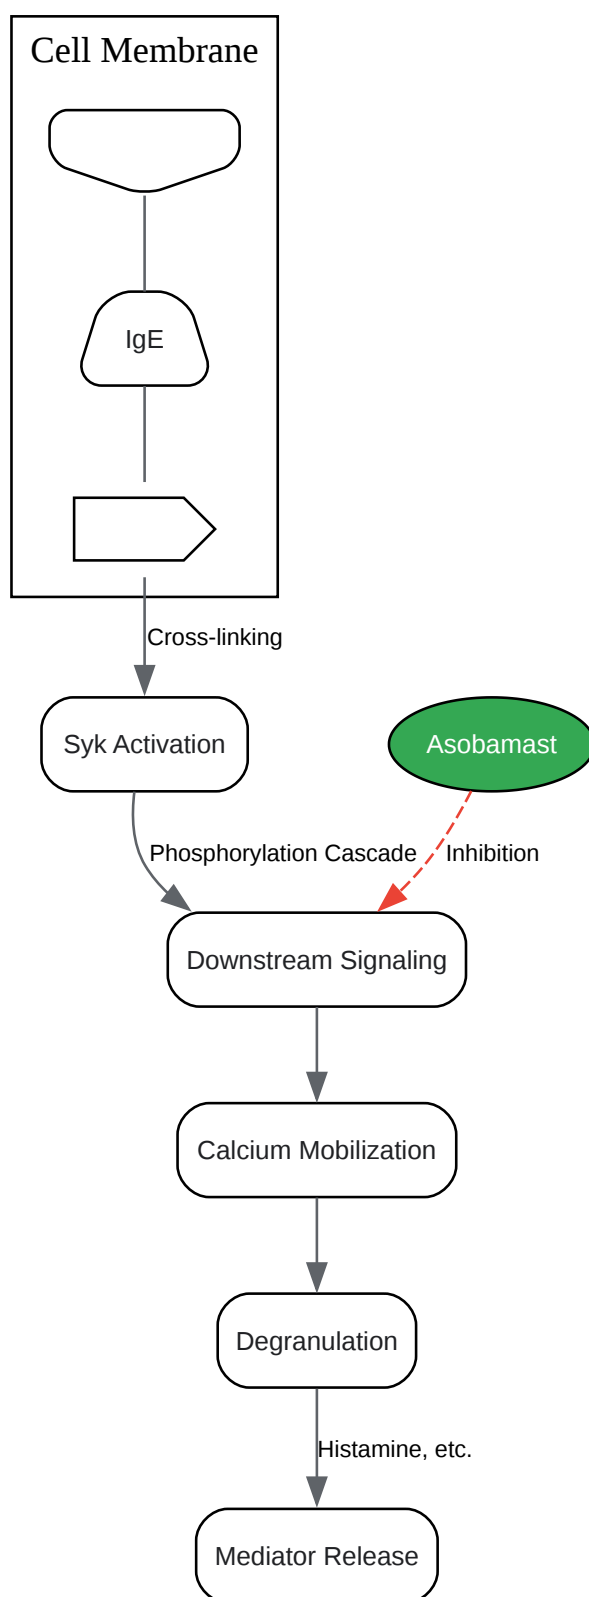 Cell Membrane
IgE
Cross-linking
Syk Activation
Asobamast
Phosphorylation Cascade
Inhibition
Downstream Signaling
Calcium Mobilization
Degranulation
Histamine, etc.
Mediator Release